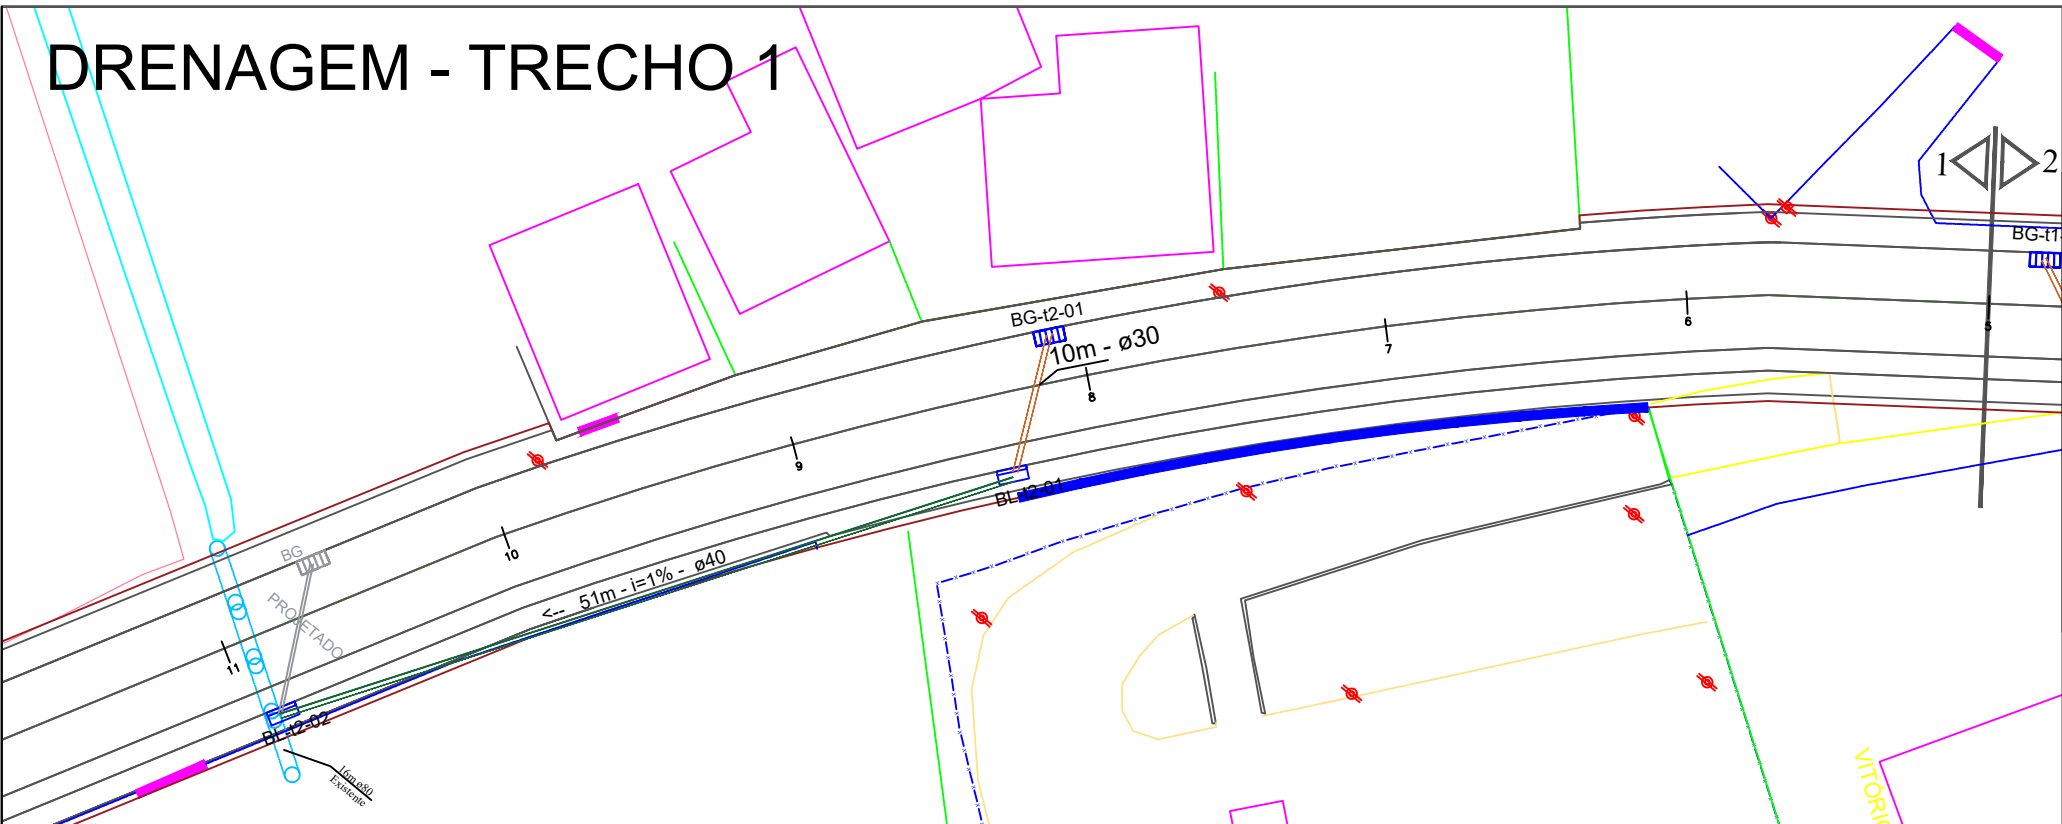 DRENAGEM - TRECHO 1
1
2
BG-t1-
BG-t2-01
10m - ø30
5
6
7
8
9
BL-t2-01
10
BG
<-- 51m - i=1% - ø40
PROJETADO
11
BL-t2-02
16m ø80
Existente